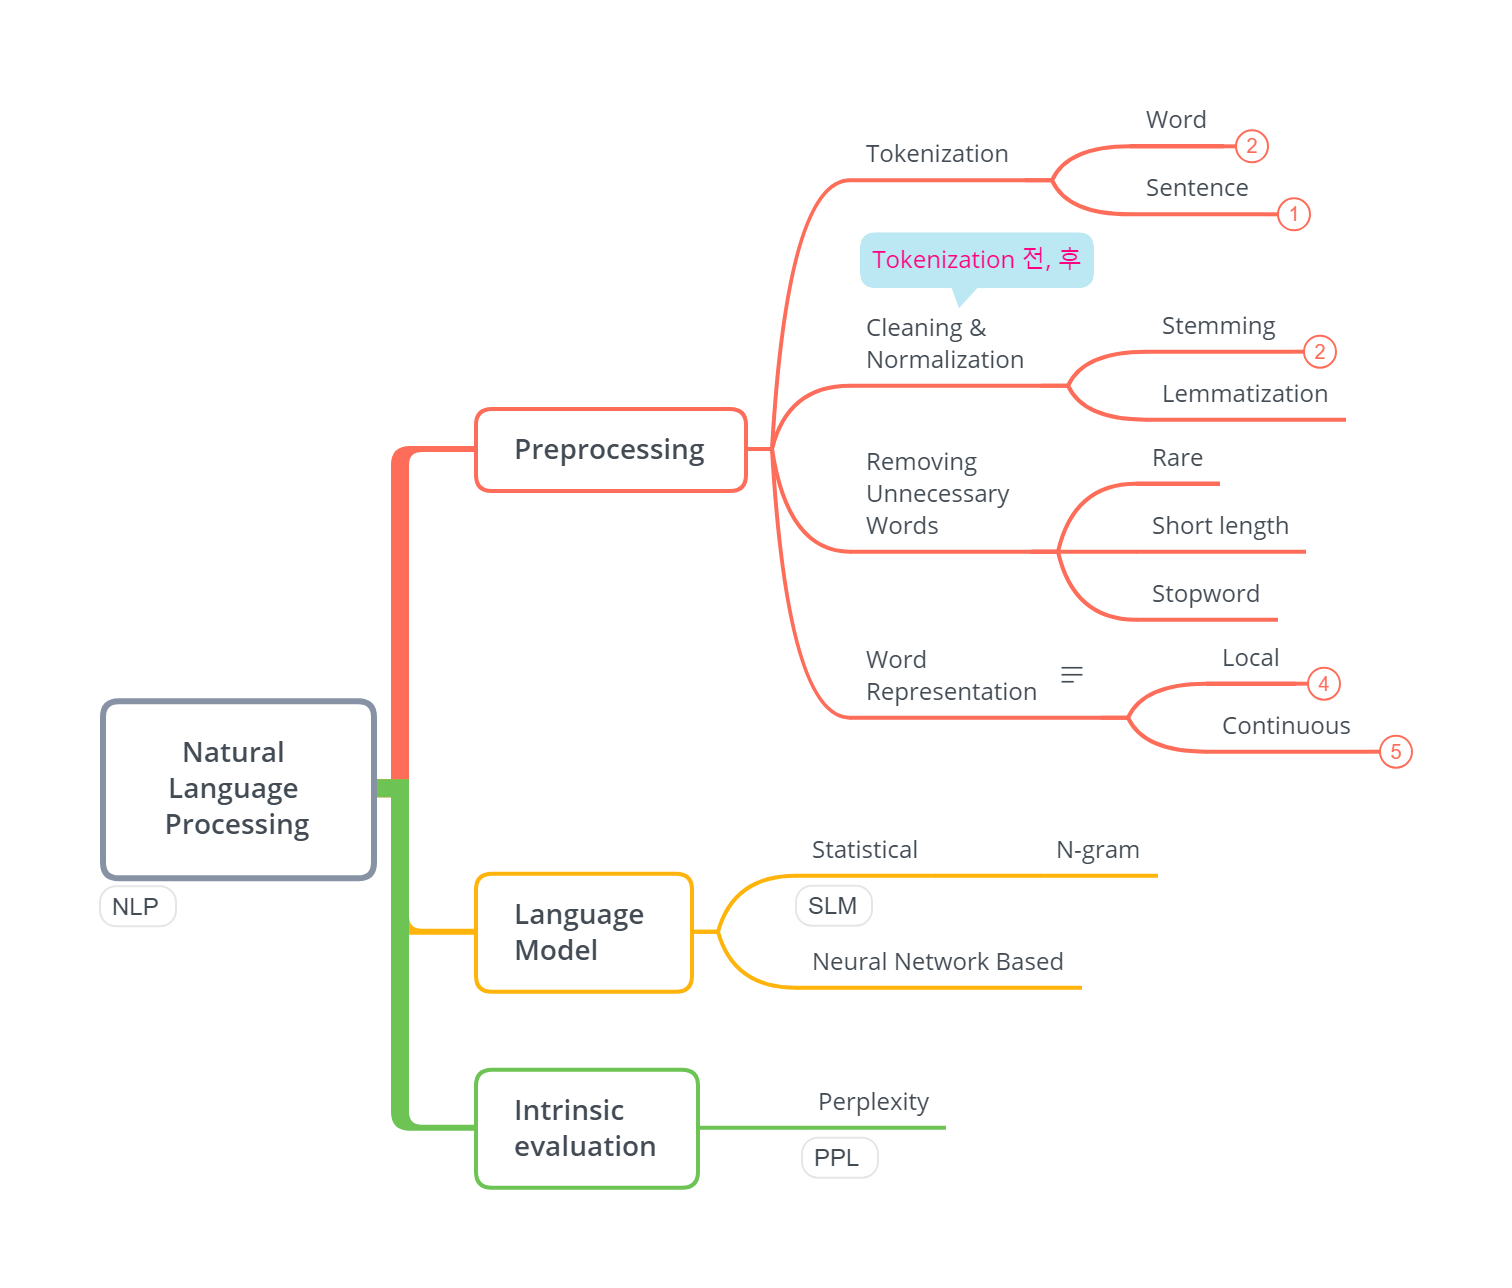 Natural
Language
Processing
NLP
Preprocessing
Tokenization
Word
2
Sentence
1
Tokenization 전, 후
Cleaning &
Normalization
Stemming
2
Lemmatization
Removing
Unnecessary
Words
Rare
Short length
Stopword
Word
Representation
Local
4
Continuous
5
Language
Model
Statistical
SLM
N-gram
Neural Network Based
Intrinsic
evaluation
Perplexity
PPL